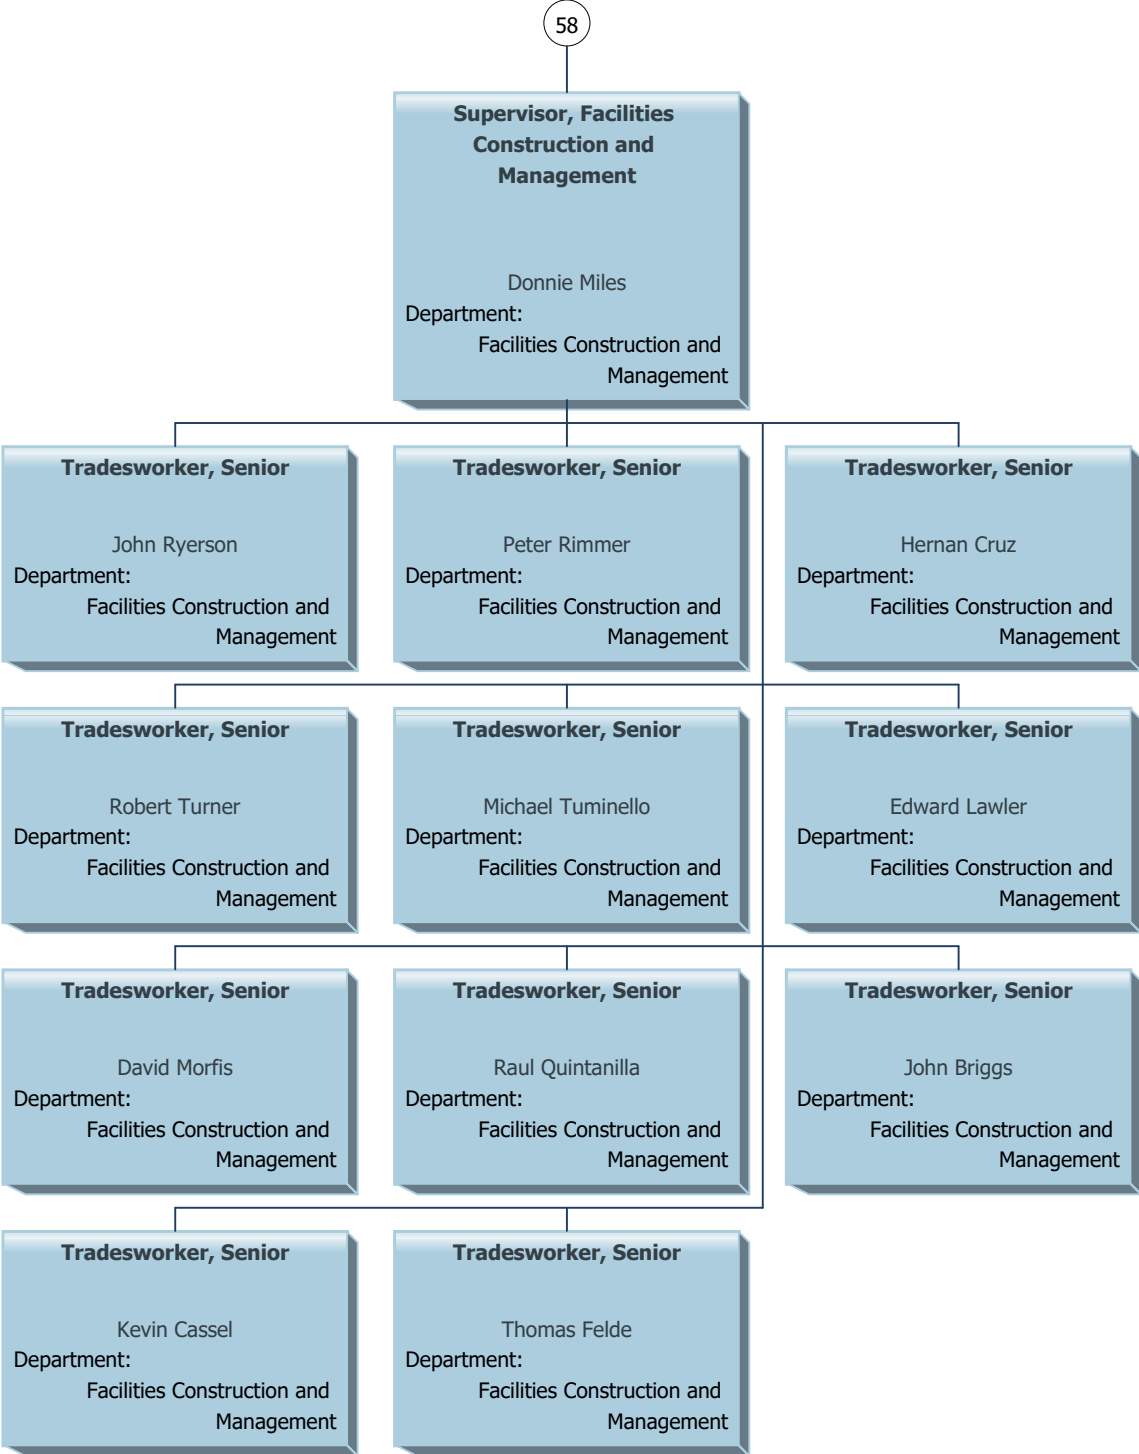 58
Supervisor, Facilities
Construction and
Management
Donnie Miles
Department:
Facilities Construction and
Management
Tradesworker, Senior
John Ryerson
Department:
Facilities Construction and
Management
Tradesworker, Senior
Peter Rimmer
Department:
Facilities Construction and
Management
Tradesworker, Senior
Hernan Cruz
Department:
Facilities Construction and
Management
Tradesworker, Senior
Robert Turner
Department:
Facilities Construction and
Management
Tradesworker, Senior
Michael Tuminello
Department:
Facilities Construction and
Management
Tradesworker, Senior
Edward Lawler
Department:
Facilities Construction and
Management
Tradesworker, Senior
David Morfis
Department:
Facilities Construction and
Management
Tradesworker, Senior
Raul Quintanilla
Department:
Facilities Construction and
Management
Tradesworker, Senior
John Briggs
Department:
Facilities Construction and
Management
Tradesworker, Senior
Kevin Cassel
Department:
Facilities Construction and
Management
Tradesworker, Senior
Thomas Felde
Department:
Facilities Construction and
Management